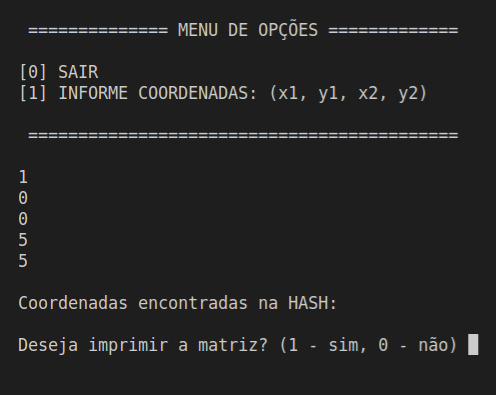 ============== MENU DE OPÇÕES =============
[0] SAIR
[1] INFORME COORDENADAS: (x1, y1, x2, y2)
===========================================
1
0
0
5
5
Coordenadas encontradas na HASH:
Deseja imprimir a matriz? (1 - sim, 0 - não)